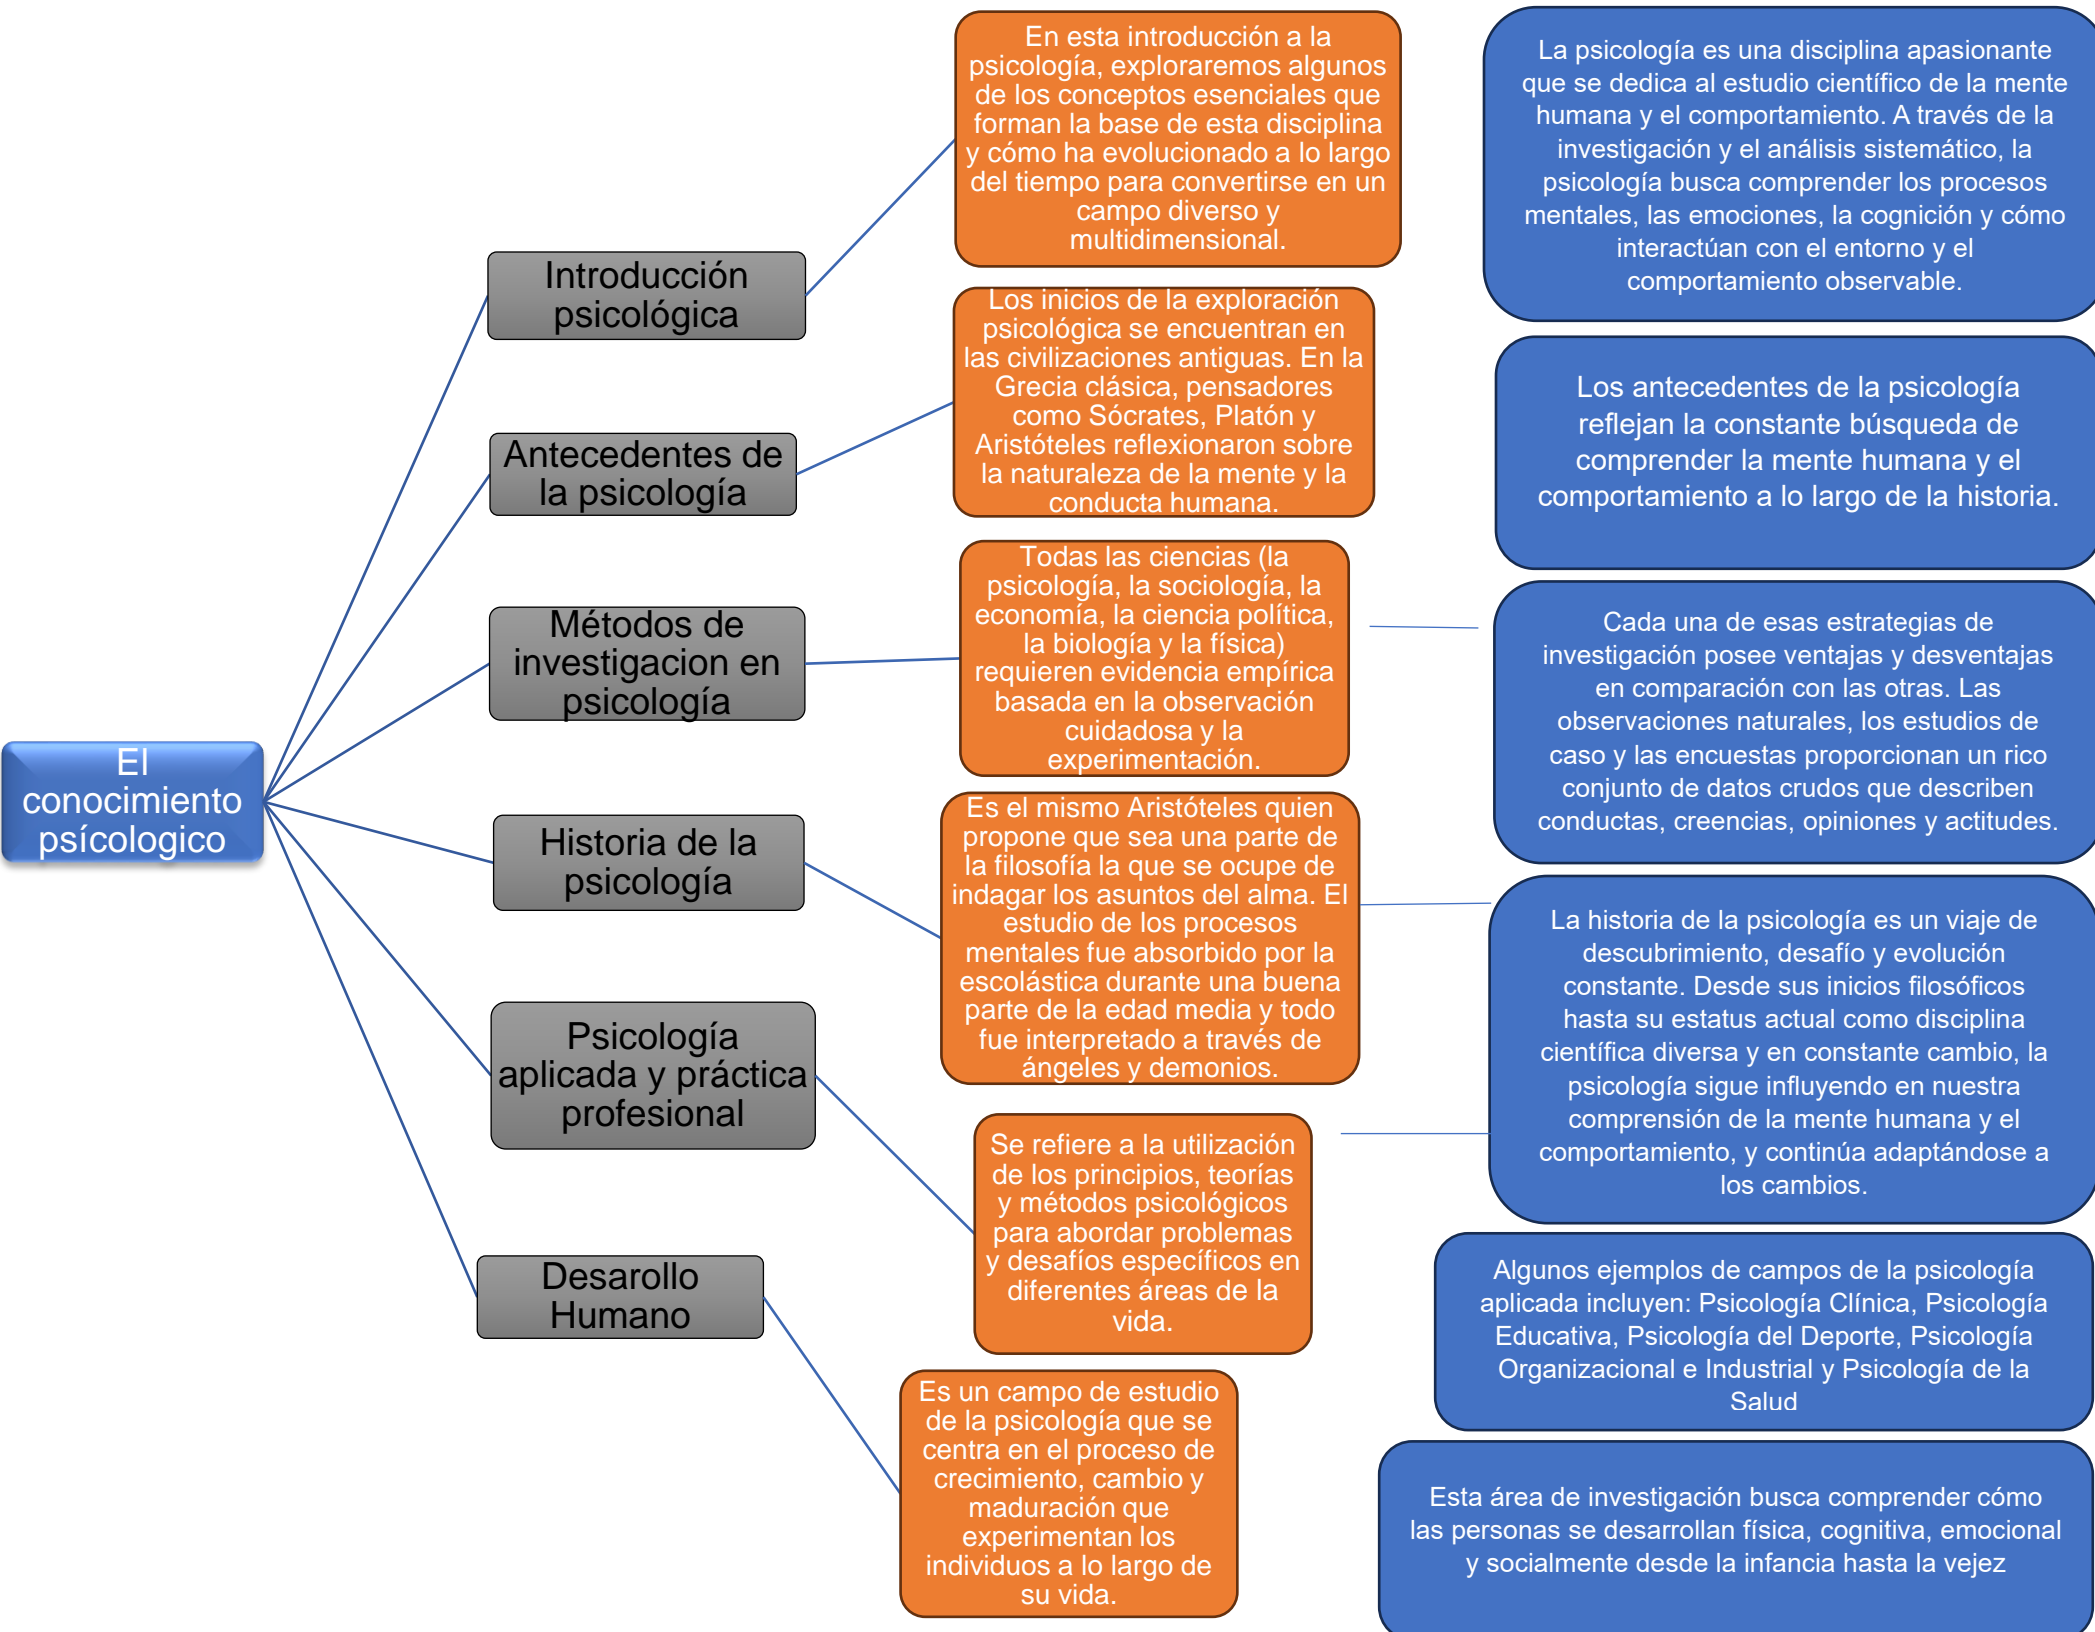 El
conocimiento
psícologico
Introducción
psicológica
En esta introducción a la
psicología, exploraremos algunos
de los conceptos esenciales que
forman la base de esta disciplina
y cómo ha evolucionado a lo largo
del tiempo para convertirse en un
campo diverso y
multidimensional.
La psicología es una disciplina apasionante
que se dedica al estudio científico de la mente
humana y el comportamiento. A través de la
investigación y el análisis sistemático, la
psicología busca comprender los procesos
mentales, las emociones, la cognición y cómo
interactúan con el entorno y el
comportamiento observable.
Antecedentes de
la psicología
Los inicios de la exploración
psicológica se encuentran en
las civilizaciones antiguas. En la
Grecia clásica, pensadores
como Sócrates, Platón y
Aristóteles reflexionaron sobre
la naturaleza de la mente y la
conducta humana.
Los antecedentes de la psicología
reflejan la constante búsqueda de
comprender la mente humana y el
comportamiento a lo largo de la historia.
Métodos de
investigacion en
psicología
Todas las ciencias (la
psicología, la sociología, la
economía, la ciencia política,
la biología y la física)
requieren evidencia empírica
basada en la observación
cuidadosa y la
experimentación.
Cada una de esas estrategias de
investigación posee ventajas y desventajas
en comparación con las otras. Las
observaciones naturales, los estudios de
caso y las encuestas proporcionan un rico
conjunto de datos crudos que describen
conductas, creencias, opiniones y actitudes.
Historia de la
psicología
Es el mismo Aristóteles quien
propone que sea una parte de
la filosofía la que se ocupe de
indagar los asuntos del alma. El
estudio de los procesos
mentales fue absorbido por la
escolástica durante una buena
parte de la edad media y todo
fue interpretado a través de
ángeles y demonios.
La historia de la psicología es un viaje de
descubrimiento, desafío y evolución
constante. Desde sus inicios filosóficos
hasta su estatus actual como disciplina
científica diversa y en constante cambio, la
psicología sigue influyendo en nuestra
comprensión de la mente humana y el
comportamiento, y continúa adaptándose a
los cambios.
Psicología
aplicada y práctica
profesional
Se refiere a la utilización
de los principios, teorías
y métodos psicológicos
para abordar problemas
y desafíos específicos en
diferentes áreas de la
vida.
Algunos ejemplos de campos de la psicología
aplicada incluyen: Psicología Clínica, Psicología
Educativa, Psicología del Deporte, Psicología
Organizacional e Industrial y Psicología de la
Salud
Desarollo
Humano
Es un campo de estudio
de la psicología que se
centra en el proceso de
crecimiento, cambio y
maduración que
experimentan los
individuos a lo largo de
su vida.
Esta área de investigación busca comprender cómo
las personas se desarrollan física, cognitiva, emocional
y socialmente desde la infancia hasta la vejez